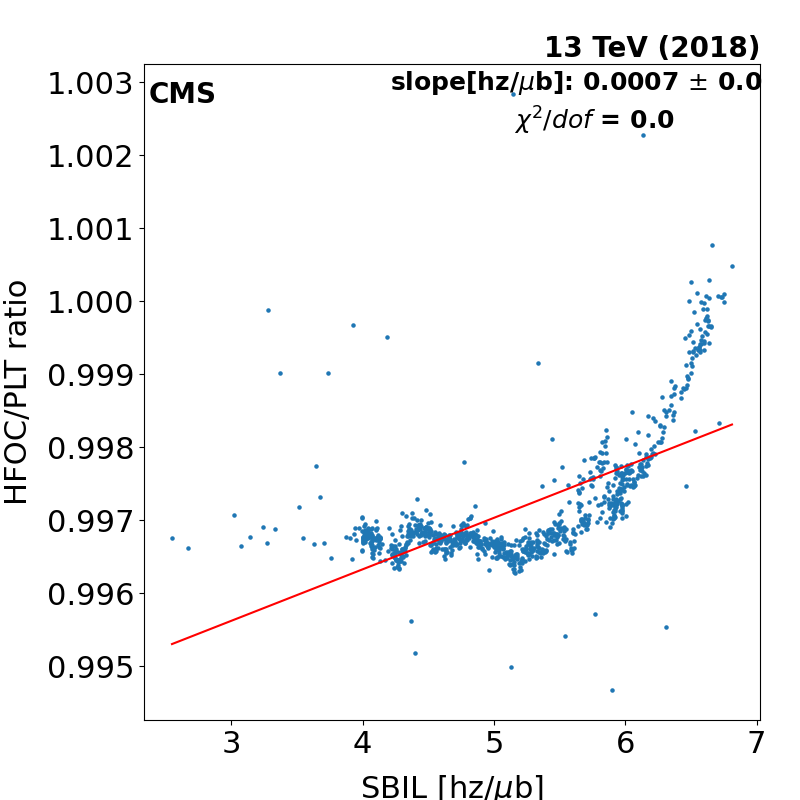 13 TeV (2018)
CMS
slope[hz/μb]: 0.0007 ± 0.0
χ²/dof = 0.0
1.003
1.002
1.001
1.000
0.999
0.998
0.997
0.996
0.995
HFOC/PLT ratio
3 4 5 6 7
SBIL [hz/μb]